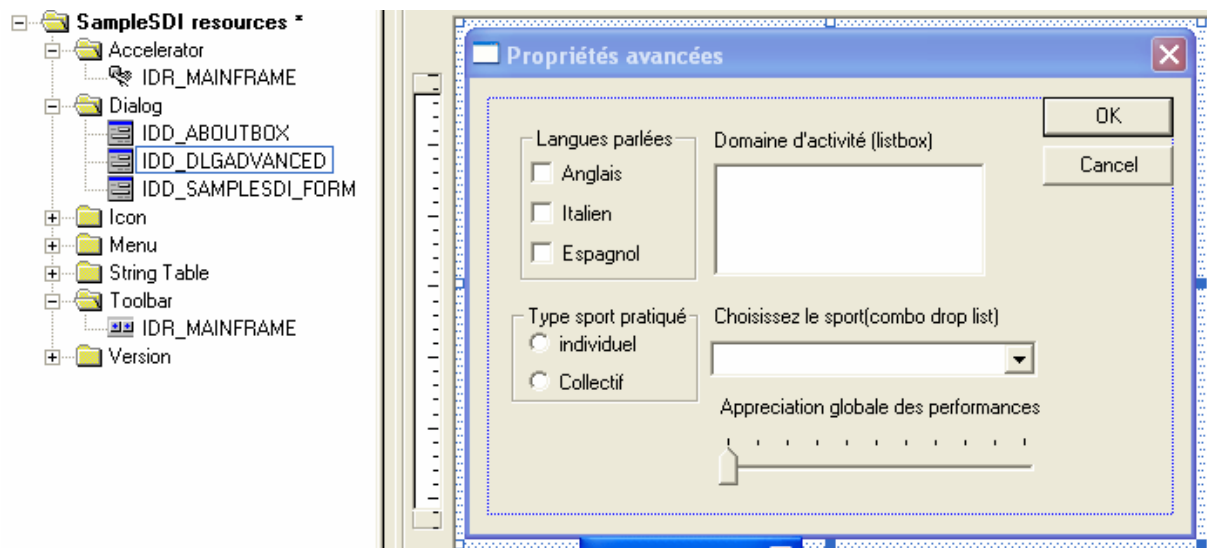 SampleSDI resources *
Accelerator
IDR_MAINFRAME
Dialog
IDD_ABOUTBOX
IDD_DLGADVANCED
IDD_SAMPLESDI_FORM
Icon
Menu
String Table
Toolbar
IDR_MAINFRAME
Version
Propriétés avancées
OK
Cancel
Langues parlées
Anglais
Italien
Espagnol
Domaine d'activité (listbox)
Type sport pratiqué
individuel
Collectif
Choisissez le sport(combo drop list)
Appreciation globale des performances